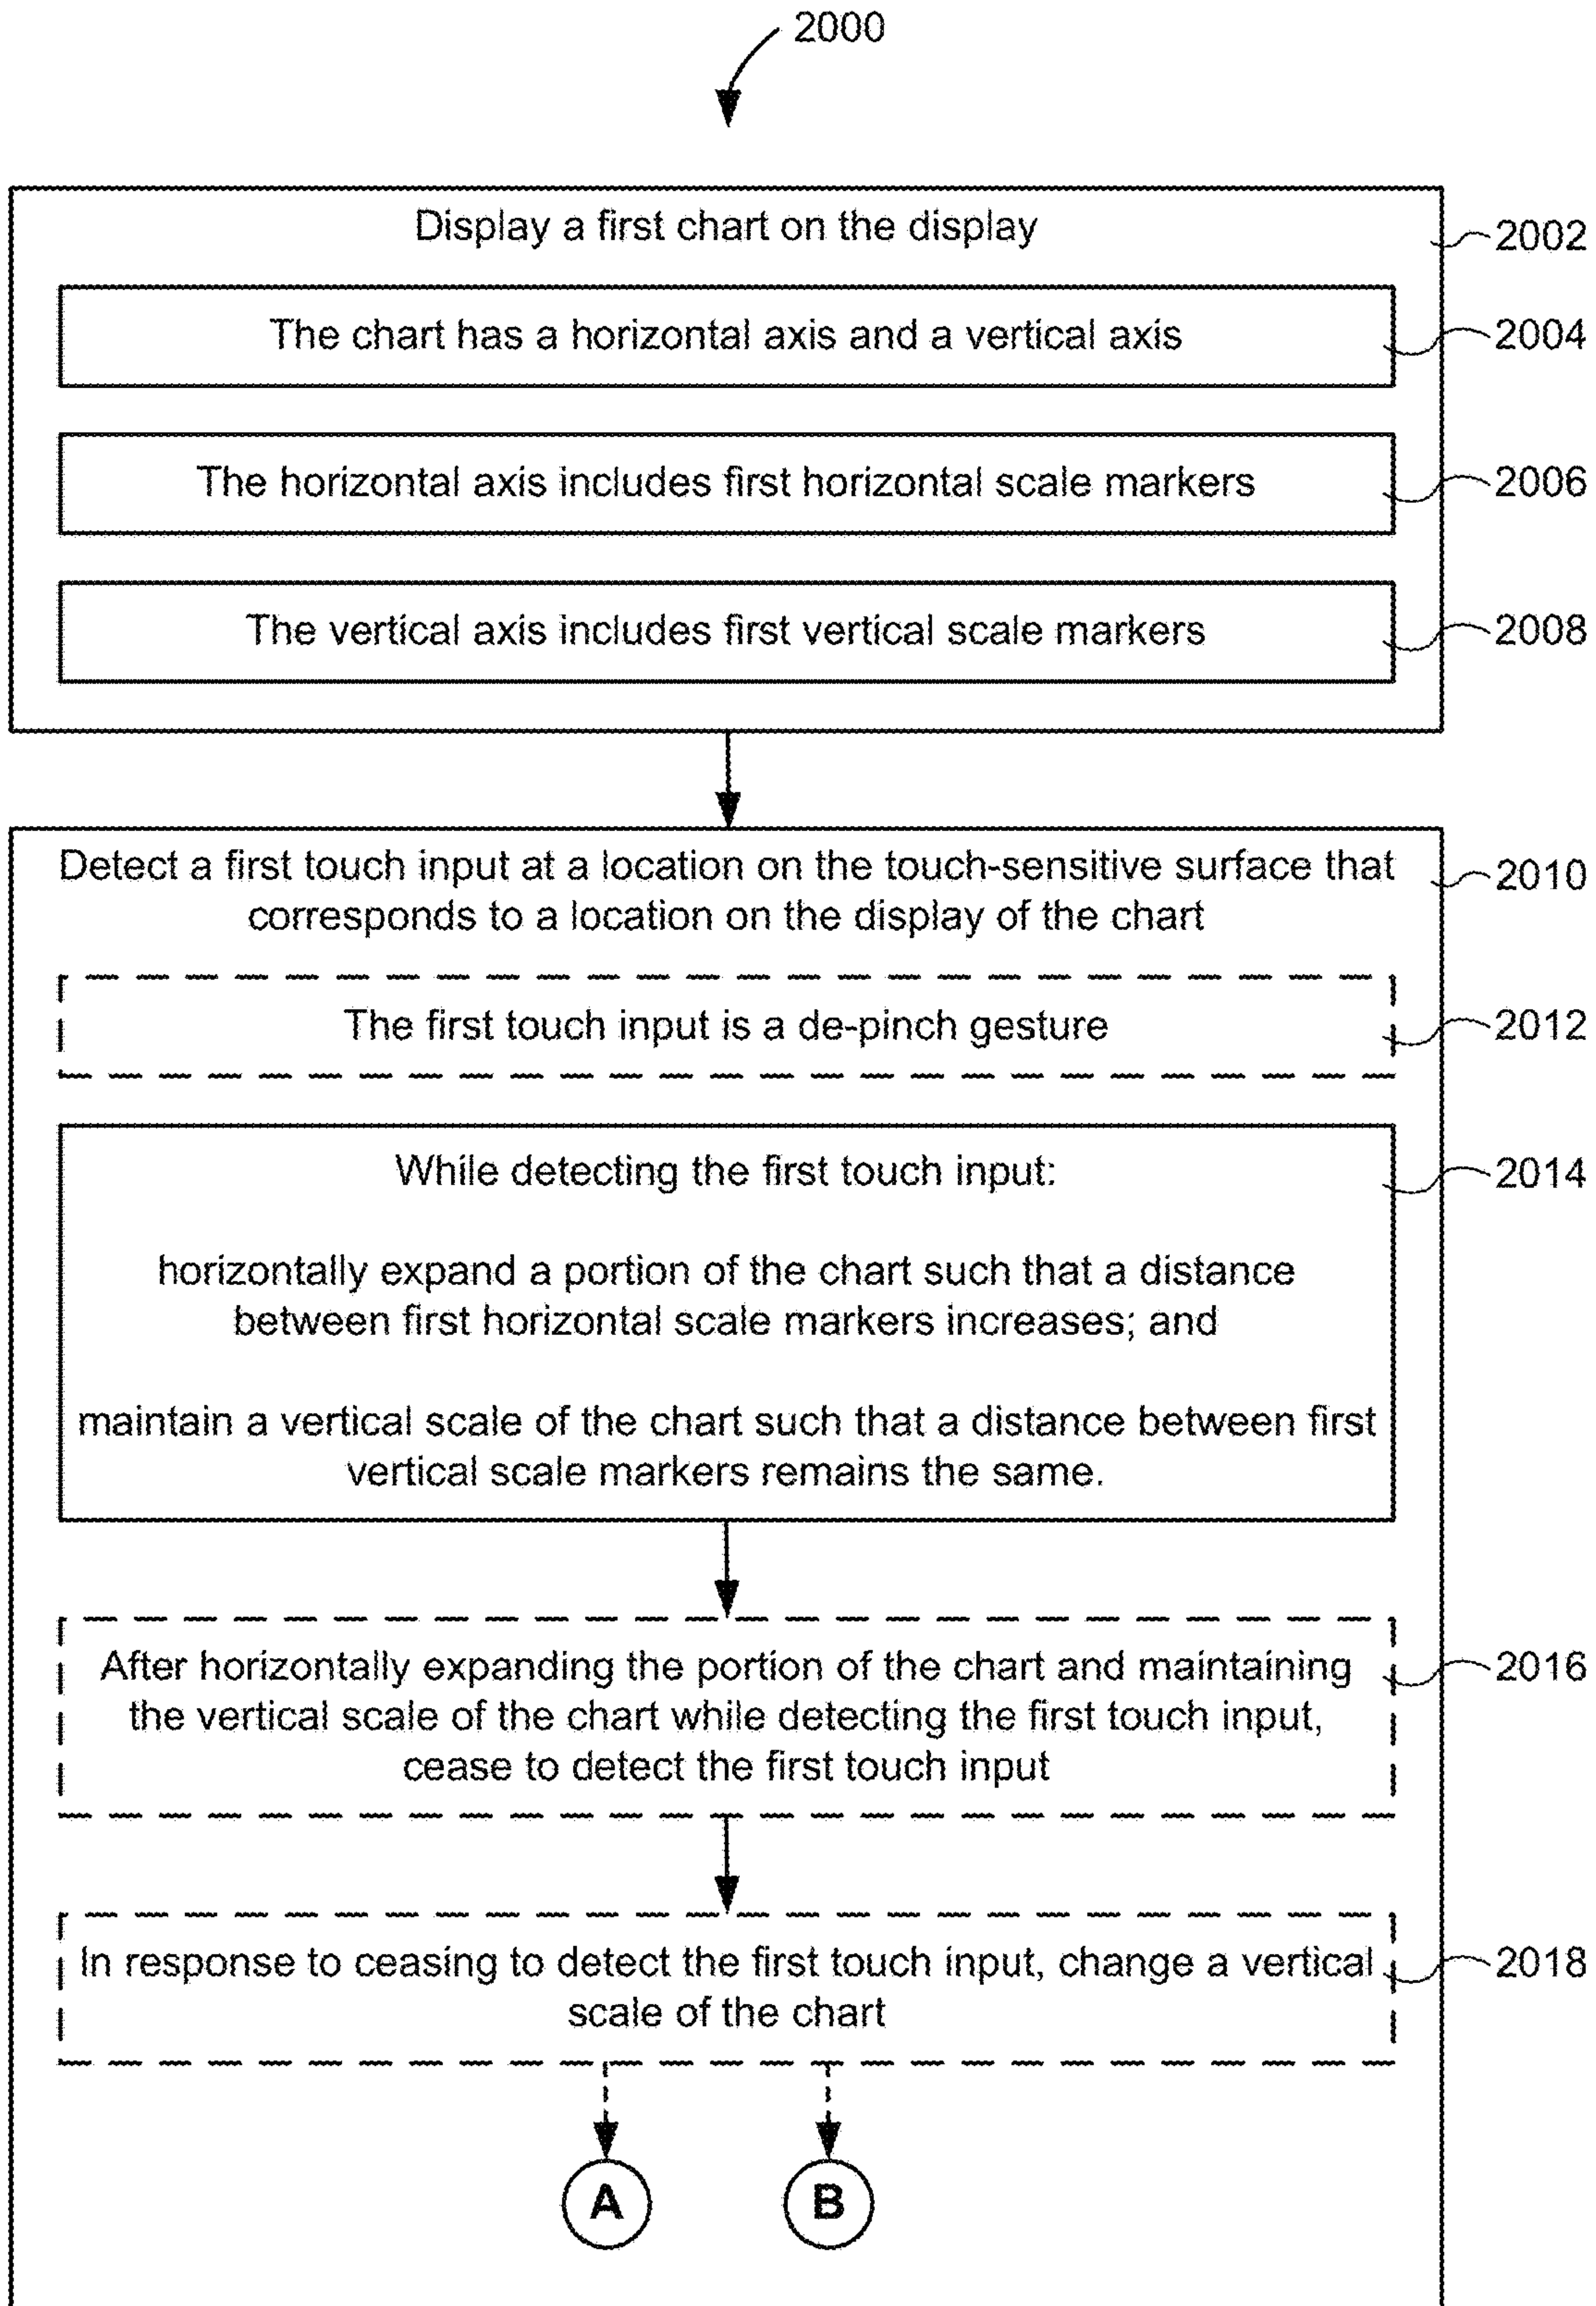 2000
Display a first chart on the display
2002
The chart has a horizontal axis and a vertical axis
2004
The horizontal axis includes first horizontal scale markers
2006
The vertical axis includes first vertical scale markers
2008
Detect a first touch input at a location on the touch-sensitive surface that
corresponds to a location on the display of the chart
2010
The first touch input is a de-pinch gesture
2012
While detecting the first touch input:
2014
horizontally expand a portion of the chart such that a distance
between first horizontal scale markers increases; and
maintain a vertical scale of the chart such that a distance between first
vertical scale markers remains the same.
After horizontally expanding the portion of the chart and maintaining
the vertical scale of the chart while detecting the first touch input,
cease to detect the first touch input
2016
In response to ceasing to detect the first touch input, change a vertical
scale of the chart
2018
A
B